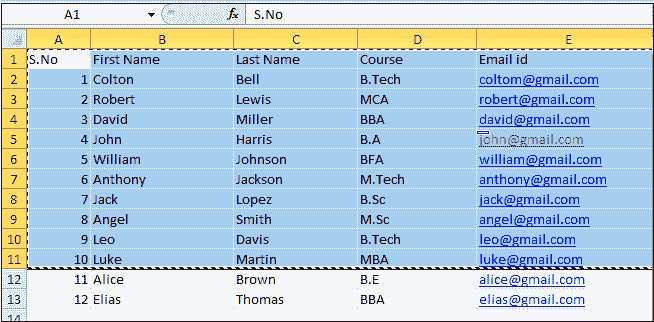 A1 fx S.No
A B C D E
1 S.No First Name Last Name Course Email id
2 1 Colton Bell B.Tech coltom@gmail.com
3 2 Robert Lewis MCA robert@gmail.com
4 3 David Miller BBA david@gmail.com
5 4 John Harris B.A john@gmail.com
6 5 William Johnson BFA william@gmail.com
7 6 Anthony Jackson M.Tech anthony@gmail.com
8 7 Jack Lopez B.Sc jack@gmail.com
9 8 Angel Smith M.Sc angel@gmail.com
10 9 Leo Davis B.Tech leo@gmail.com
11 10 Luke Martin MBA luke@gmail.com
12 11 Alice Brown B.E alice@gmail.com
13 12 Elias Thomas BBA elias@gmail.com